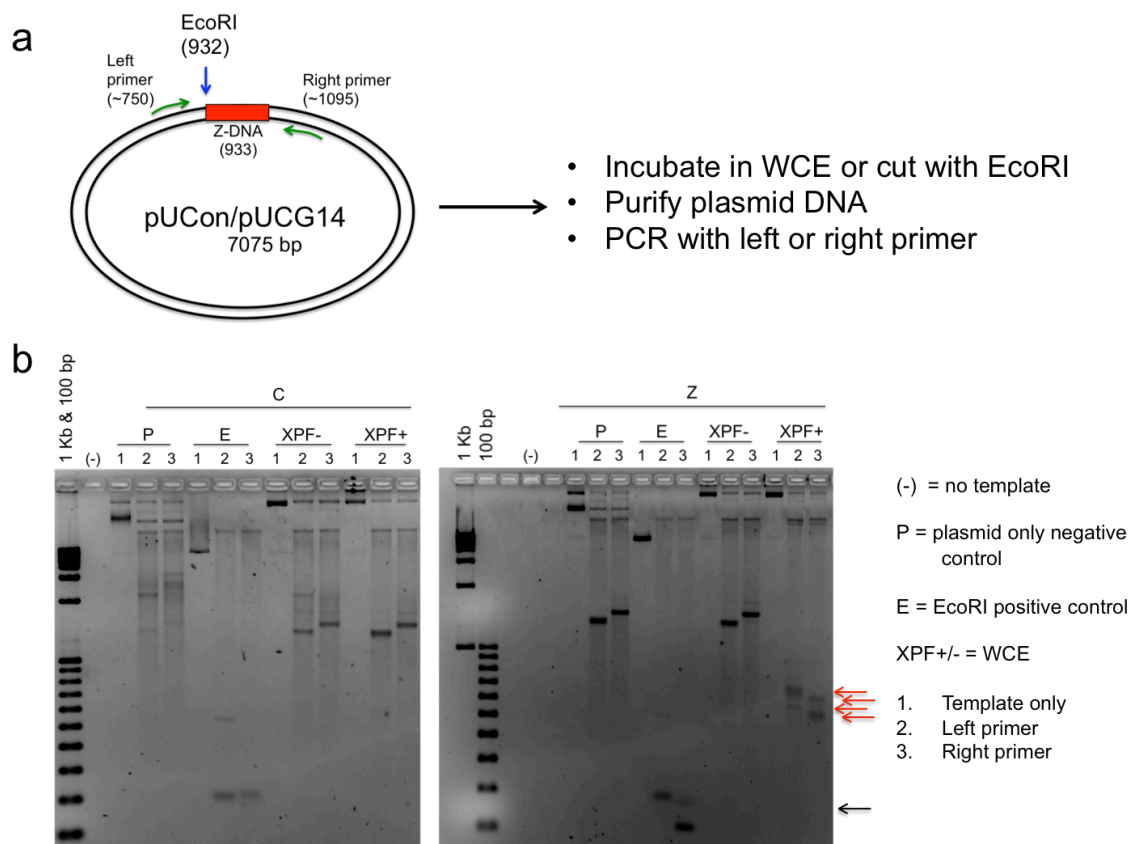 a
EcoRI
(932)
Left
primer
(~750)
Right primer
(~1095)
Z-DNA
(933)
pUCon/pUCG14
7075 bp
• Incubate in WCE or cut with EcoRI
• Purify plasmid DNA
• PCR with left or right primer
b
1 Kb & 100 bp
C
(-)
P E XPF- XPF+
1 2 3 1 2 3 1 2 3 1 2 3
1 Kb
100 bp
Z
(-)
P E XPF- XPF+
1 2 3 1 2 3 1 2 3 1 2 3
(-) = no template
P = plasmid only negative
control
E = EcoRI positive control
XPF+/- = WCE
1. Template only
2. Left primer
3. Right primer